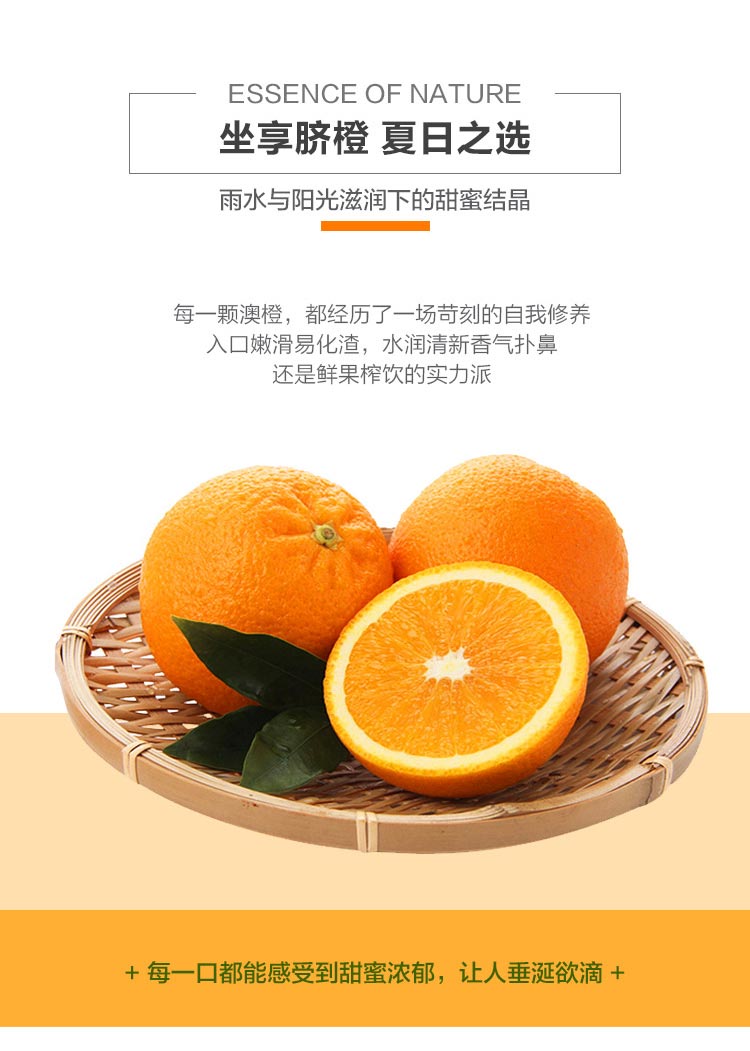 ESSENCE OF NATURE
坐享脐橙 夏日之选
雨水与阳光滋润下的甜蜜结晶
每一颗澳橙，都经历了一场苛刻的自我修养
入口嫩滑易化渣，水润清新香气扑鼻
还是鲜果榨饮的实力派
+ 每一口都能感受到甜蜜浓郁，让人垂涎欲滴 +